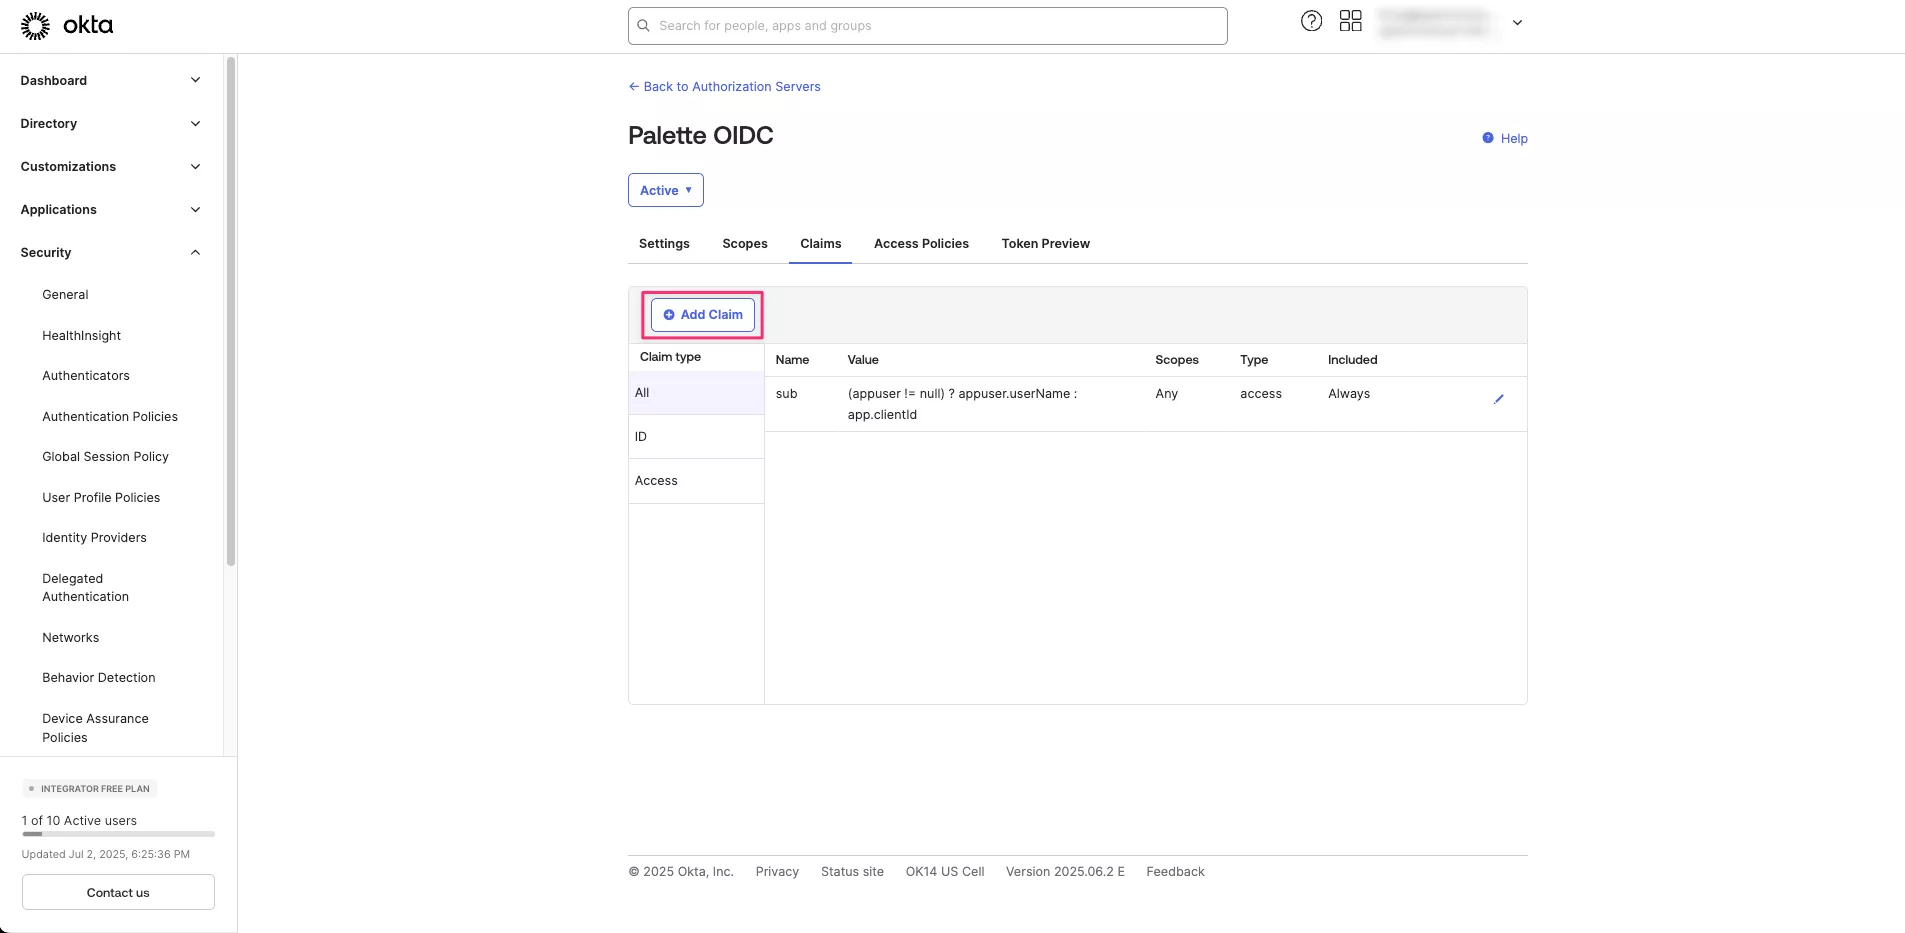 okta
Search for people, apps and groups
Dashboard
Directory
Customizations
Applications
Security
General
HealthInsight
Authenticators
Authentication Policies
Global Session Policy
User Profile Policies
Identity Providers
Delegated
Authentication
Networks
Behavior Detection
Device Assurance
Policies
INTEGRATOR FREE PLAN
1 of 10 Active users
Updated Jul 2, 2025, 6:25:36 PM
Contact us
← Back to Authorization Servers
Palette OIDC
Help
Active ▼
Settings Scopes Claims Access Policies Token Preview
Add Claim
Claim type
All
ID
Access
Name Value Scopes Type Included
sub (appuser != null) ? appuser.userName : Any access Always
app.clientId
© 2025 Okta, Inc. Privacy Status site OK14 US Cell Version 2025.06.2 E Feedback